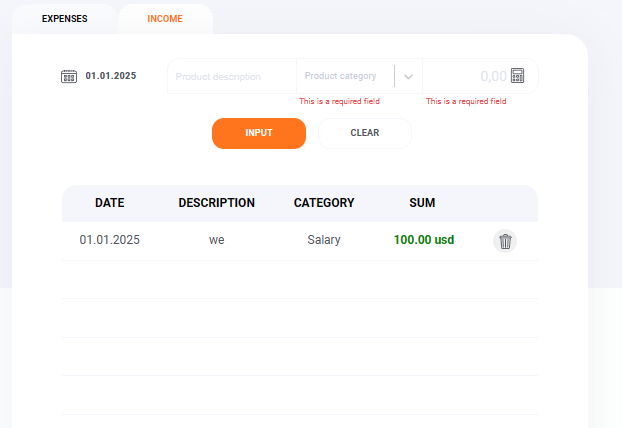 EXPENSES INCOME
01.01.2025 Product description Product category 0,00
This is a required field This is a required field
INPUT CLEAR
DATE DESCRIPTION CATEGORY SUM
01.01.2025 we Salary 100.00 usd